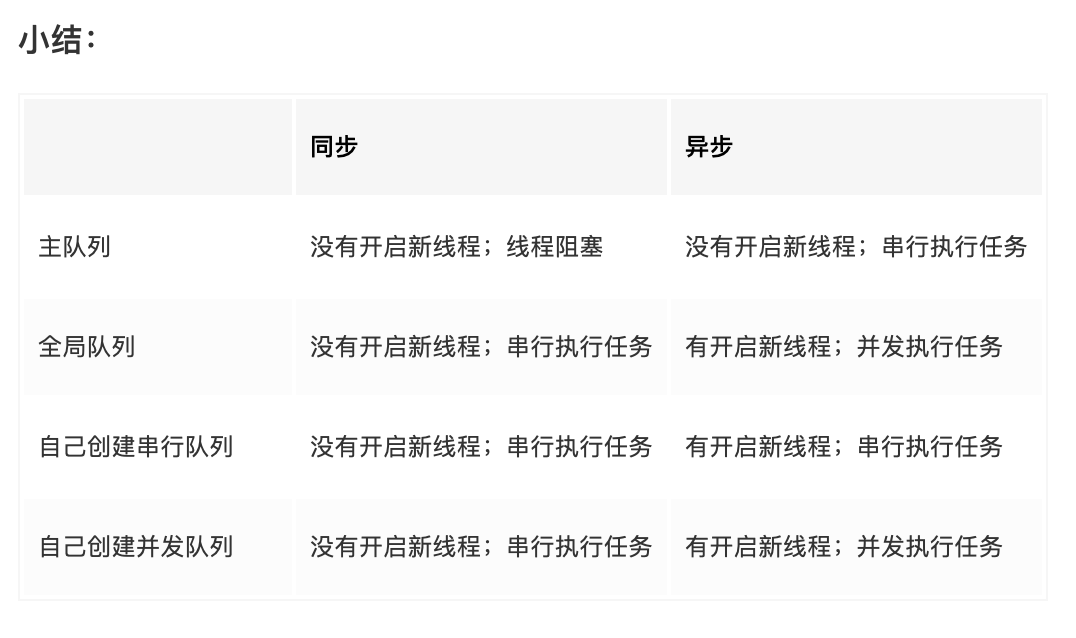 小结：
同步 异步
主队列 没有开启新线程；线程阻塞 没有开启新线程；串行执行任务
全局队列 没有开启新线程；串行执行任务 有开启新线程；并发执行任务
自己创建串行队列 没有开启新线程；串行执行任务 有开启新线程；串行执行任务
自己创建并发队列 没有开启新线程；串行执行任务 有开启新线程；并发执行任务